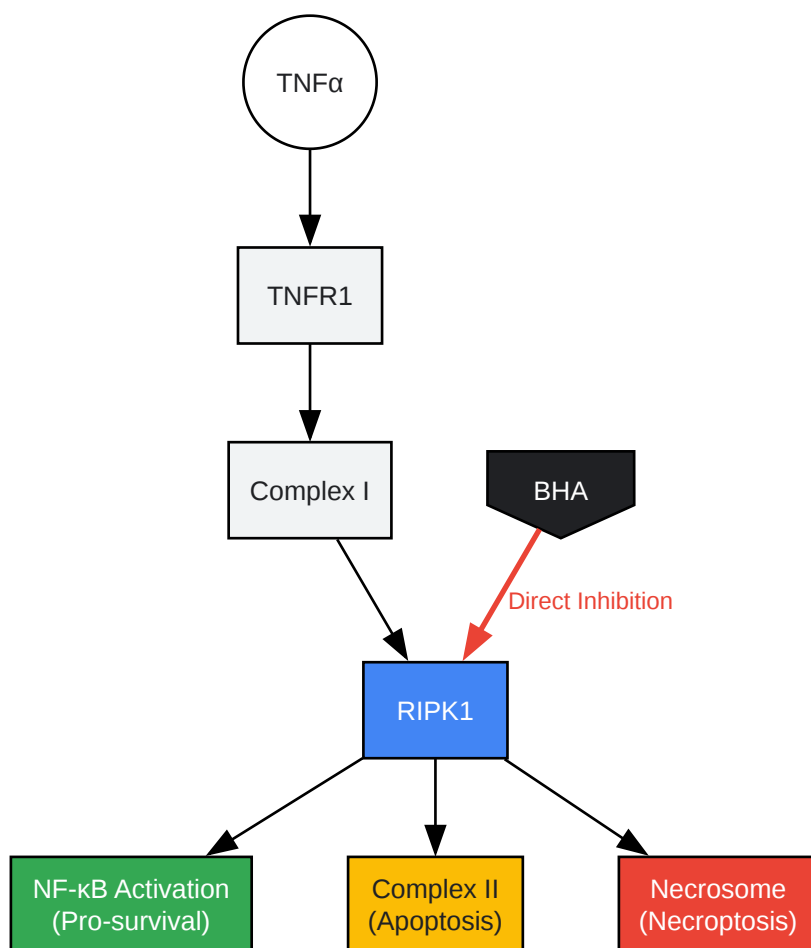 TNFα
TNFR1
Complex I
BHA
Direct Inhibition
RIPK1
NF-κB Activation
(Pro-survival)
Complex II
(Apoptosis)
Necrosome
(Necroptosis)